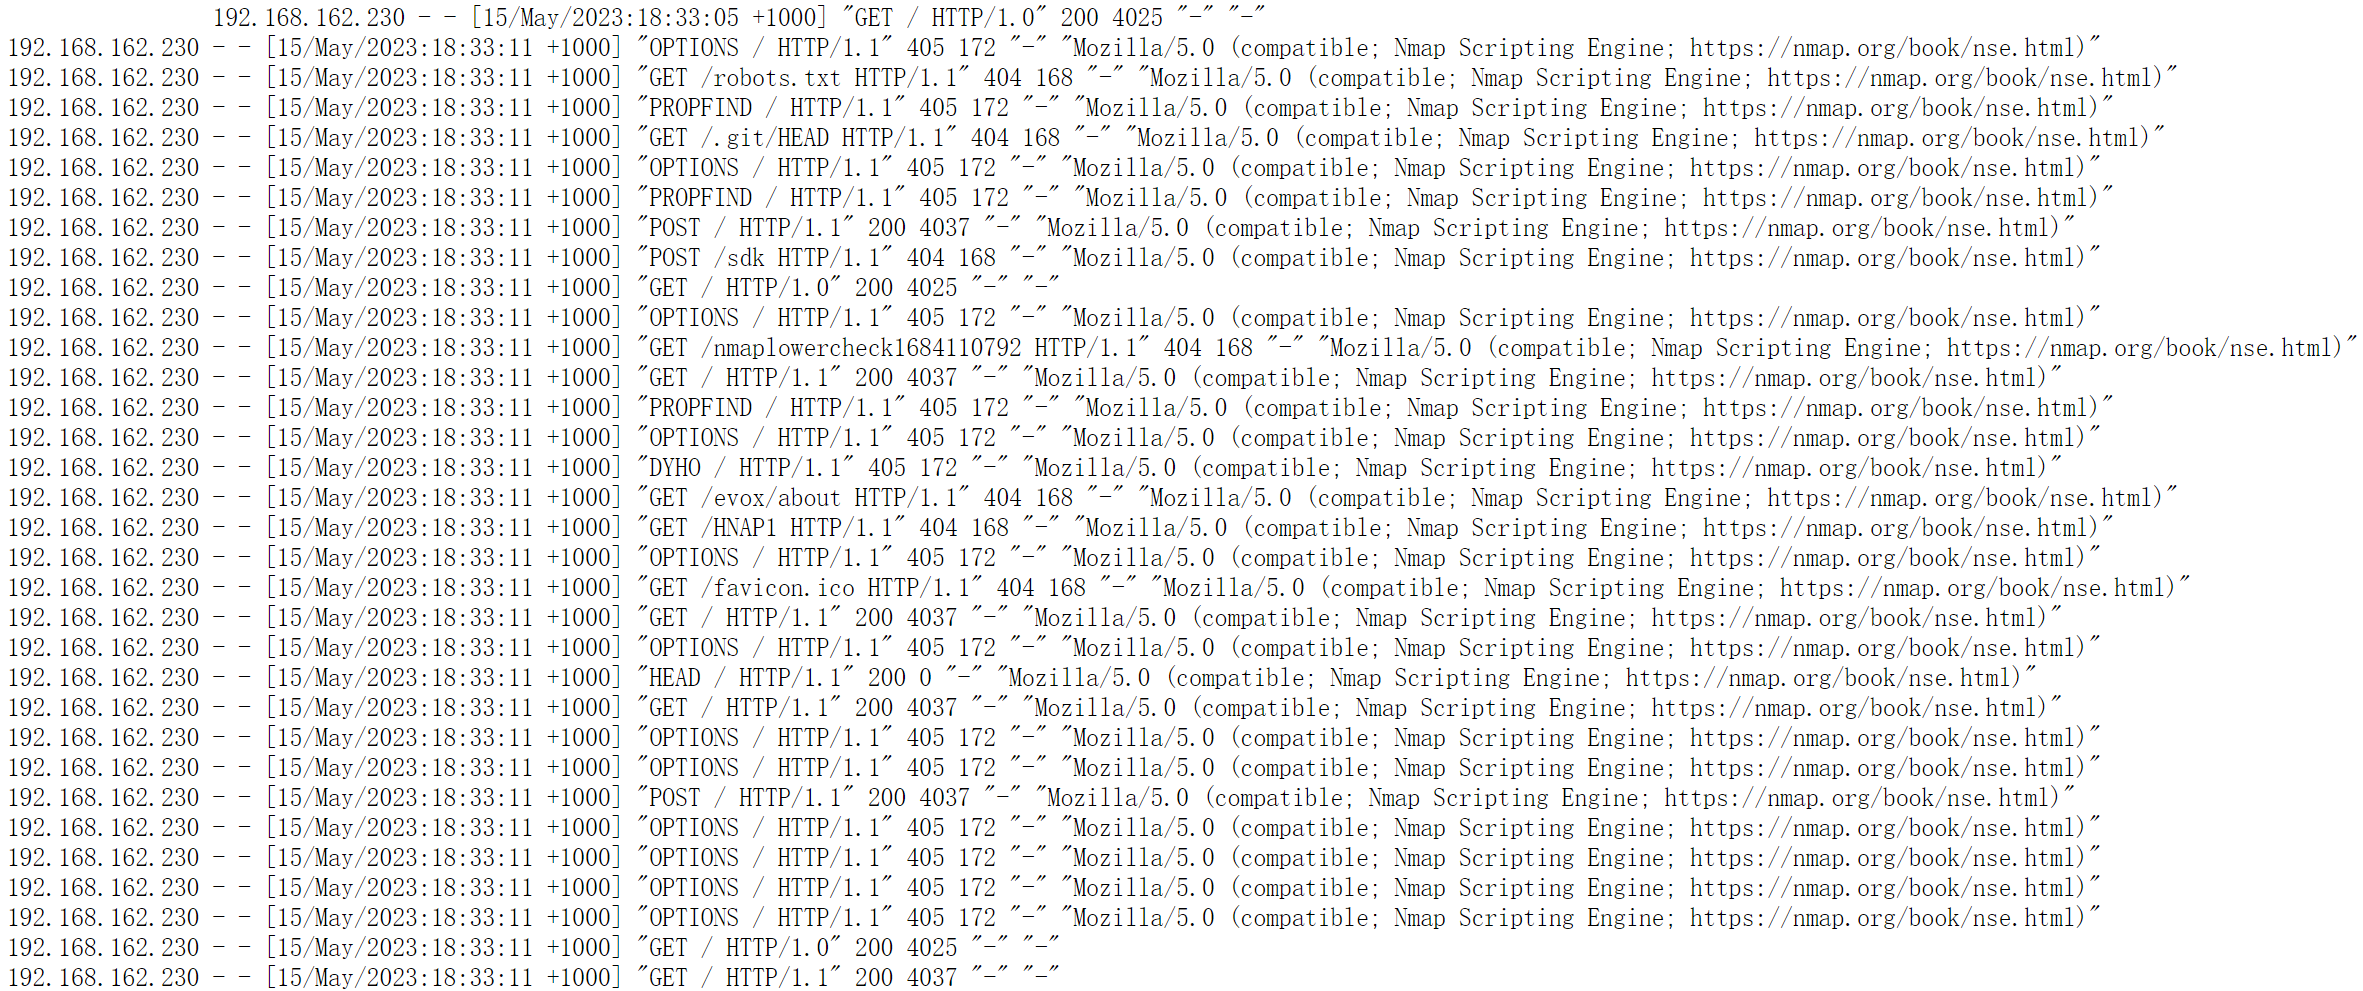 192.168.162.230 - - [15/May/2023:18:33:05 +1000] "GET / HTTP/1.0" 200 4025 "-" "-"
192.168.162.230 - - [15/May/2023:18:33:11 +1000] "OPTIONS / HTTP/1.1" 405 172 "-" "Mozilla/5.0 (compatible; Nmap Scripting Engine; https://nmap.org/book/nse.html)"
192.168.162.230 - - [15/May/2023:18:33:11 +1000] "GET /robots.txt HTTP/1.1" 404 168 "-" "Mozilla/5.0 (compatible; Nmap Scripting Engine; https://nmap.org/book/nse.html)"
192.168.162.230 - - [15/May/2023:18:33:11 +1000] "PROPFIND / HTTP/1.1" 405 172 "-" "Mozilla/5.0 (compatible; Nmap Scripting Engine; https://nmap.org/book/nse.html)"
192.168.162.230 - - [15/May/2023:18:33:11 +1000] "GET /.git/HEAD HTTP/1.1" 404 168 "-" "Mozilla/5.0 (compatible; Nmap Scripting Engine; https://nmap.org/book/nse.html)"
192.168.162.230 - - [15/May/2023:18:33:11 +1000] "OPTIONS / HTTP/1.1" 405 172 "-" "Mozilla/5.0 (compatible; Nmap Scripting Engine; https://nmap.org/book/nse.html)"
192.168.162.230 - - [15/May/2023:18:33:11 +1000] "PROPFIND / HTTP/1.1" 405 172 "-" "Mozilla/5.0 (compatible; Nmap Scripting Engine; https://nmap.org/book/nse.html)"
192.168.162.230 - - [15/May/2023:18:33:11 +1000] "POST / HTTP/1.1" 200 4037 "-" "Mozilla/5.0 (compatible; Nmap Scripting Engine; https://nmap.org/book/nse.html)"
192.168.162.230 - - [15/May/2023:18:33:11 +1000] "POST /sdk HTTP/1.1" 404 168 "-" "Mozilla/5.0 (compatible; Nmap Scripting Engine; https://nmap.org/book/nse.html)"
192.168.162.230 - - [15/May/2023:18:33:11 +1000] "GET / HTTP/1.0" 200 4025 "-" "-"
192.168.162.230 - - [15/May/2023:18:33:11 +1000] "OPTIONS / HTTP/1.1" 405 172 "-" "Mozilla/5.0 (compatible; Nmap Scripting Engine; https://nmap.org/book/nse.html)"
192.168.162.230 - - [15/May/2023:18:33:11 +1000] "GET /nmaplowercheck1684110792 HTTP/1.1" 404 168 "-" "Mozilla/5.0 (compatible; Nmap Scripting Engine; https://nmap.org/book/nse.html)"
192.168.162.230 - - [15/May/2023:18:33:11 +1000] "GET / HTTP/1.1" 200 4037 "-" "Mozilla/5.0 (compatible; Nmap Scripting Engine; https://nmap.org/book/nse.html)"
192.168.162.230 - - [15/May/2023:18:33:11 +1000] "PROPFIND / HTTP/1.1" 405 172 "-" "Mozilla/5.0 (compatible; Nmap Scripting Engine; https://nmap.org/book/nse.html)"
192.168.162.230 - - [15/May/2023:18:33:11 +1000] "OPTIONS / HTTP/1.1" 405 172 "-" "Mozilla/5.0 (compatible; Nmap Scripting Engine; https://nmap.org/book/nse.html)"
192.168.162.230 - - [15/May/2023:18:33:11 +1000] "DYHO / HTTP/1.1" 405 172 "-" "Mozilla/5.0 (compatible; Nmap Scripting Engine; https://nmap.org/book/nse.html)"
192.168.162.230 - - [15/May/2023:18:33:11 +1000] "GET /evox/about HTTP/1.1" 404 168 "-" "Mozilla/5.0 (compatible; Nmap Scripting Engine; https://nmap.org/book/nse.html)"
192.168.162.230 - - [15/May/2023:18:33:11 +1000] "GET /HNAP1 HTTP/1.1" 404 168 "-" "Mozilla/5.0 (compatible; Nmap Scripting Engine; https://nmap.org/book/nse.html)"
192.168.162.230 - - [15/May/2023:18:33:11 +1000] "OPTIONS / HTTP/1.1" 405 172 "-" "Mozilla/5.0 (compatible; Nmap Scripting Engine; https://nmap.org/book/nse.html)"
192.168.162.230 - - [15/May/2023:18:33:11 +1000] "GET /favicon.ico HTTP/1.1" 404 168 "-" "Mozilla/5.0 (compatible; Nmap Scripting Engine; https://nmap.org/book/nse.html)"
192.168.162.230 - - [15/May/2023:18:33:11 +1000] "GET / HTTP/1.1" 200 4037 "-" "Mozilla/5.0 (compatible; Nmap Scripting Engine; https://nmap.org/book/nse.html)"
192.168.162.230 - - [15/May/2023:18:33:11 +1000] "OPTIONS / HTTP/1.1" 405 172 "-" "Mozilla/5.0 (compatible; Nmap Scripting Engine; https://nmap.org/book/nse.html)"
192.168.162.230 - - [15/May/2023:18:33:11 +1000] "HEAD / HTTP/1.1" 200 0 "-" "Mozilla/5.0 (compatible; Nmap Scripting Engine; https://nmap.org/book/nse.html)"
192.168.162.230 - - [15/May/2023:18:33:11 +1000] "GET / HTTP/1.1" 200 4037 "-" "Mozilla/5.0 (compatible; Nmap Scripting Engine; https://nmap.org/book/nse.html)"
192.168.162.230 - - [15/May/2023:18:33:11 +1000] "OPTIONS / HTTP/1.1" 405 172 "-" "Mozilla/5.0 (compatible; Nmap Scripting Engine; https://nmap.org/book/nse.html)"
192.168.162.230 - - [15/May/2023:18:33:11 +1000] "OPTIONS / HTTP/1.1" 405 172 "-" "Mozilla/5.0 (compatible; Nmap Scripting Engine; https://nmap.org/book/nse.html)"
192.168.162.230 - - [15/May/2023:18:33:11 +1000] "POST / HTTP/1.1" 200 4037 "-" "Mozilla/5.0 (compatible; Nmap Scripting Engine; https://nmap.org/book/nse.html)"
192.168.162.230 - - [15/May/2023:18:33:11 +1000] "OPTIONS / HTTP/1.1" 405 172 "-" "Mozilla/5.0 (compatible; Nmap Scripting Engine; https://nmap.org/book/nse.html)"
192.168.162.230 - - [15/May/2023:18:33:11 +1000] "OPTIONS / HTTP/1.1" 405 172 "-" "Mozilla/5.0 (compatible; Nmap Scripting Engine; https://nmap.org/book/nse.html)"
192.168.162.230 - - [15/May/2023:18:33:11 +1000] "OPTIONS / HTTP/1.1" 405 172 "-" "Mozilla/5.0 (compatible; Nmap Scripting Engine; https://nmap.org/book/nse.html)"
192.168.162.230 - - [15/May/2023:18:33:11 +1000] "OPTIONS / HTTP/1.1" 405 172 "-" "Mozilla/5.0 (compatible; Nmap Scripting Engine; https://nmap.org/book/nse.html)"
192.168.162.230 - - [15/May/2023:18:33:11 +1000] "GET / HTTP/1.0" 200 4025 "-" "-"
192.168.162.230 - - [15/May/2023:18:33:11 +1000] "GET / HTTP/1.1" 200 4037 "-" "-"